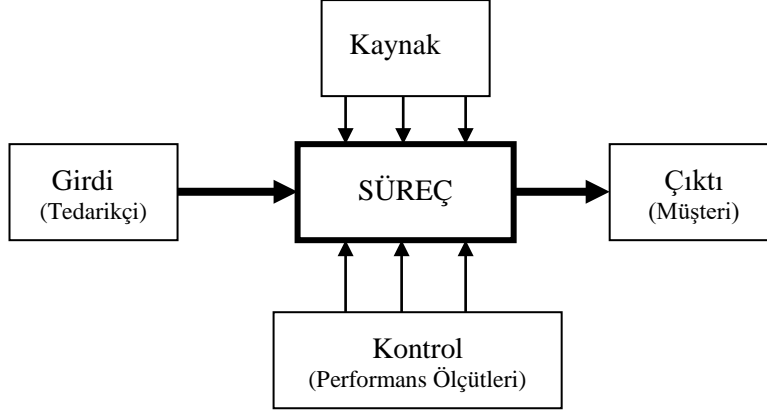 Kaynak
Girdi
(Tedarikçi)
SÜREÇ
Çıktı
(Müşteri)
Kontrol
(Performans Ölçütleri)